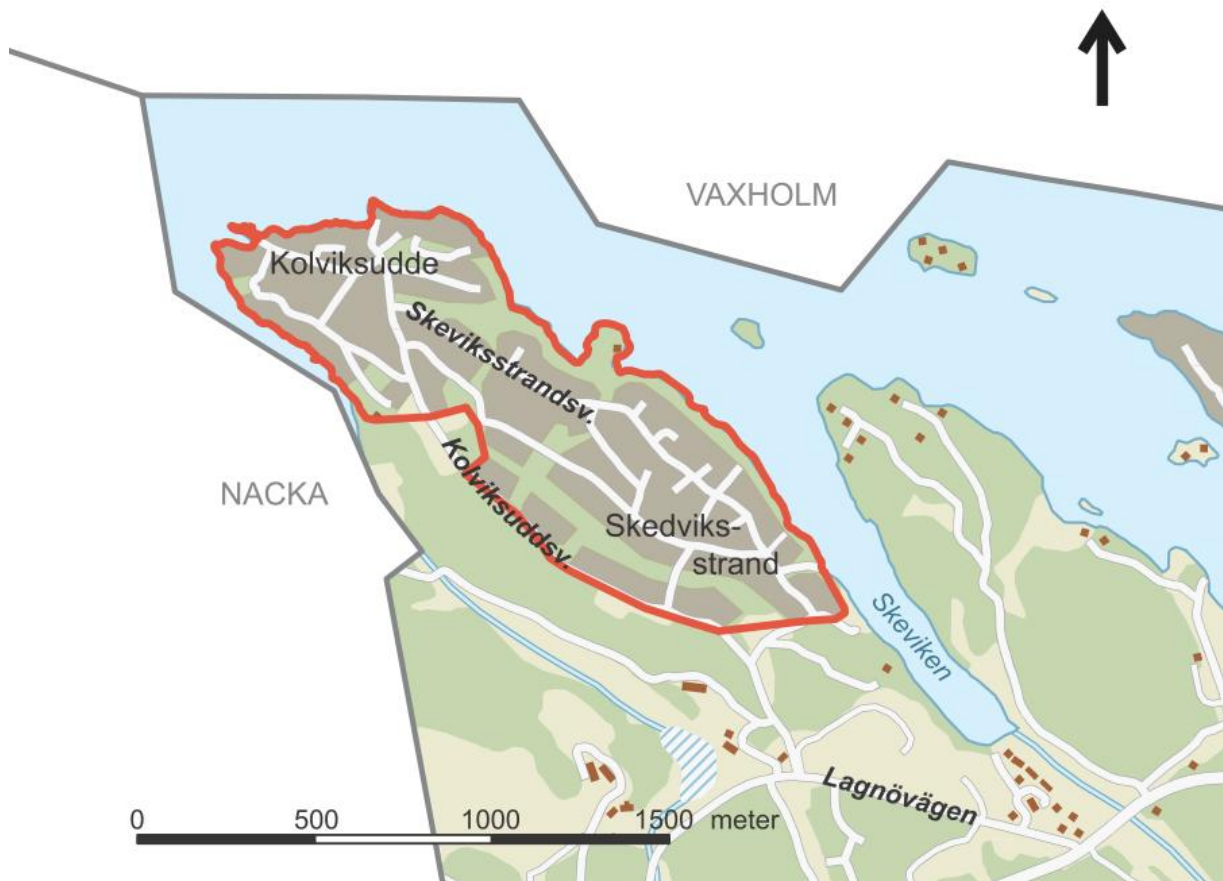 VAXHOLM
Kolviksudde
Skeviksstrandsv.
NACKA
Kolviksuddsv.
Skedviks-
strand
Skeviken
Lagnövägen
0 500 1000 1500 meter